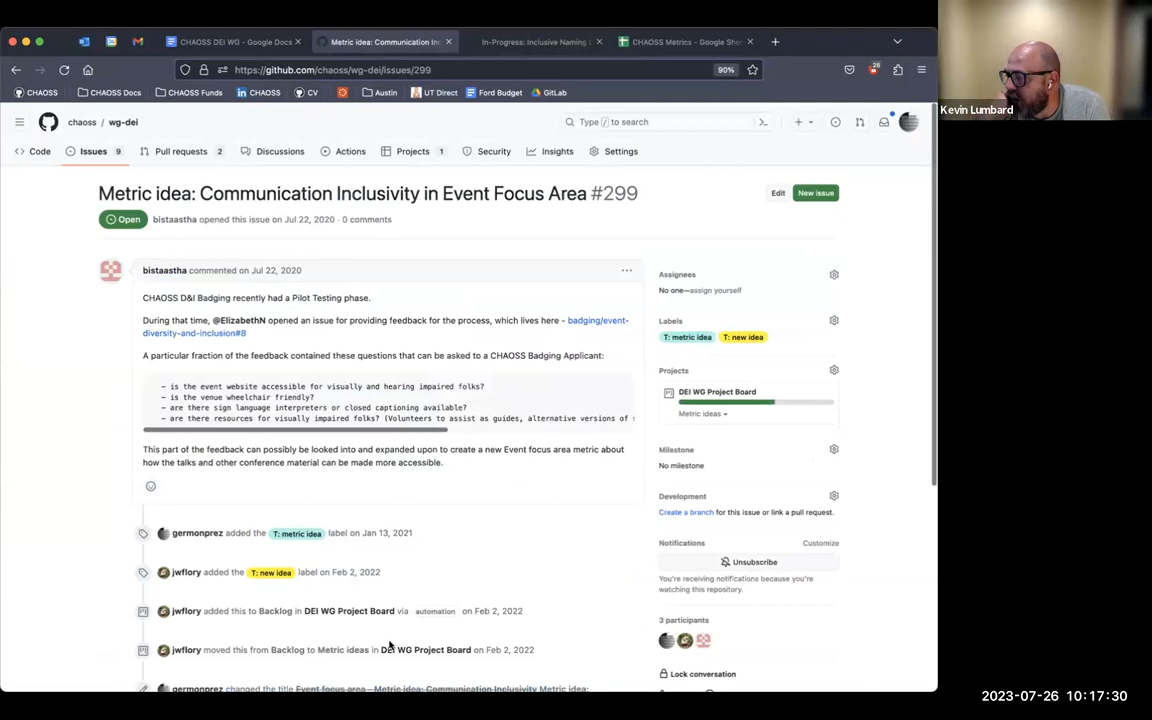 CHAOSS DEI WG - Google Docs
Metric idea: Communication Inc
In-Progress: Inclusive Naming
CHAOSS Metrics - Google She
https://github.com/chaoss/wg-dei/issues/299
90%
26
CHAOSS
CHAOSS Docs
CHAOSS Funds
CHAOSS
CV
Austin
UT Direct
Ford Budget
GitLab
Kevin Lumbard
chaoss / wg-dei
Type / to search
Code
Issues 9
Pull requests 2
Discussions
Actions
Projects 1
Security
Insights
Settings
Metric idea: Communication Inclusivity in Event Focus Area #299
Edit
New issue
Open
bistaastha opened this issue on Jul 22, 2020 · 0 comments
bistaastha commented on Jul 22, 2020
CHAOSS D&I Badging recently had a Pilot Testing phase.
During that time, @ElizabethN opened an issue for providing feedback for the process, which lives here - badging/event-
diversity-and-inclusion#8
A particular fraction of the feedback contained these questions that can be asked to a CHAOSS Badging Applicant:
- is the event website accessible for visually and hearing impaired folks?
- is the venue wheelchair friendly?
- are there sign language interpreters or closed captioning available?
- are there resources for visually impaired folks? (Volunteers to assist as guides, alternative versions of s
This part of the feedback can possibly be looked into and expanded upon to create a new Event focus area metric about
how the talks and other conference material can be made more accessible.
germonprez added the T: metric idea label on Jan 13, 2021
jwflory added the T: new idea label on Feb 2, 2022
jwflory added this to Backlog in DEI WG Project Board via automation on Feb 2, 2022
jwflory moved this from Backlog to Metric ideas in DEI WG Project Board on Feb 2, 2022
germonprez changed the title Event focus area - Metric idea: Communication Inclusivity Metric idea:
Assignees
No one—assign yourself
Labels
T: metric idea
T: new idea
Projects
DEI WG Project Board
Metric ideas
Milestone
No milestone
Development
Create a branch for this issue or link a pull request.
Notifications
Customize
Unsubscribe
You're receiving notifications because you're
watching this repository.
3 participants
Lock conversation
2023-07-26 10:17:30